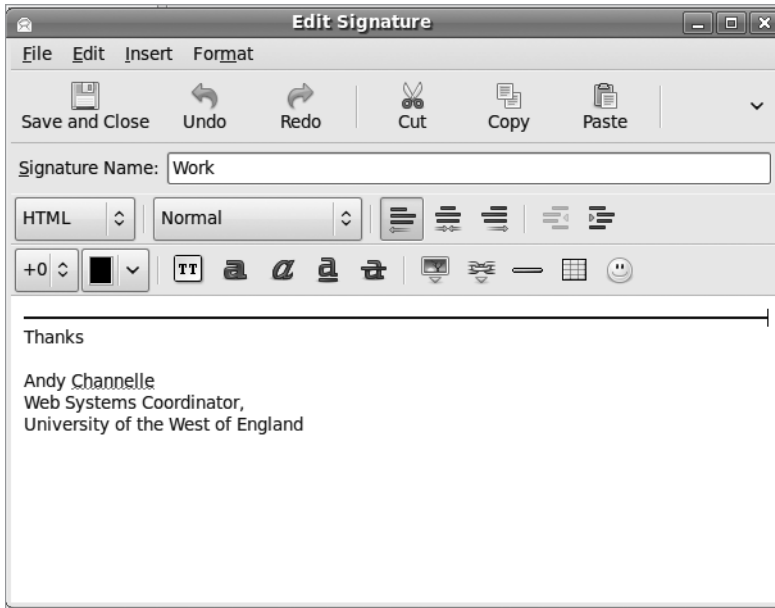 Edit Signature
File Edit Insert Format
Save and Close Undo Redo Cut Copy Paste
Signature Name: Work
HTML Normal
+0 TT a a a a
Thanks
Andy Channelle
Web Systems Coordinator,
University of the West of England